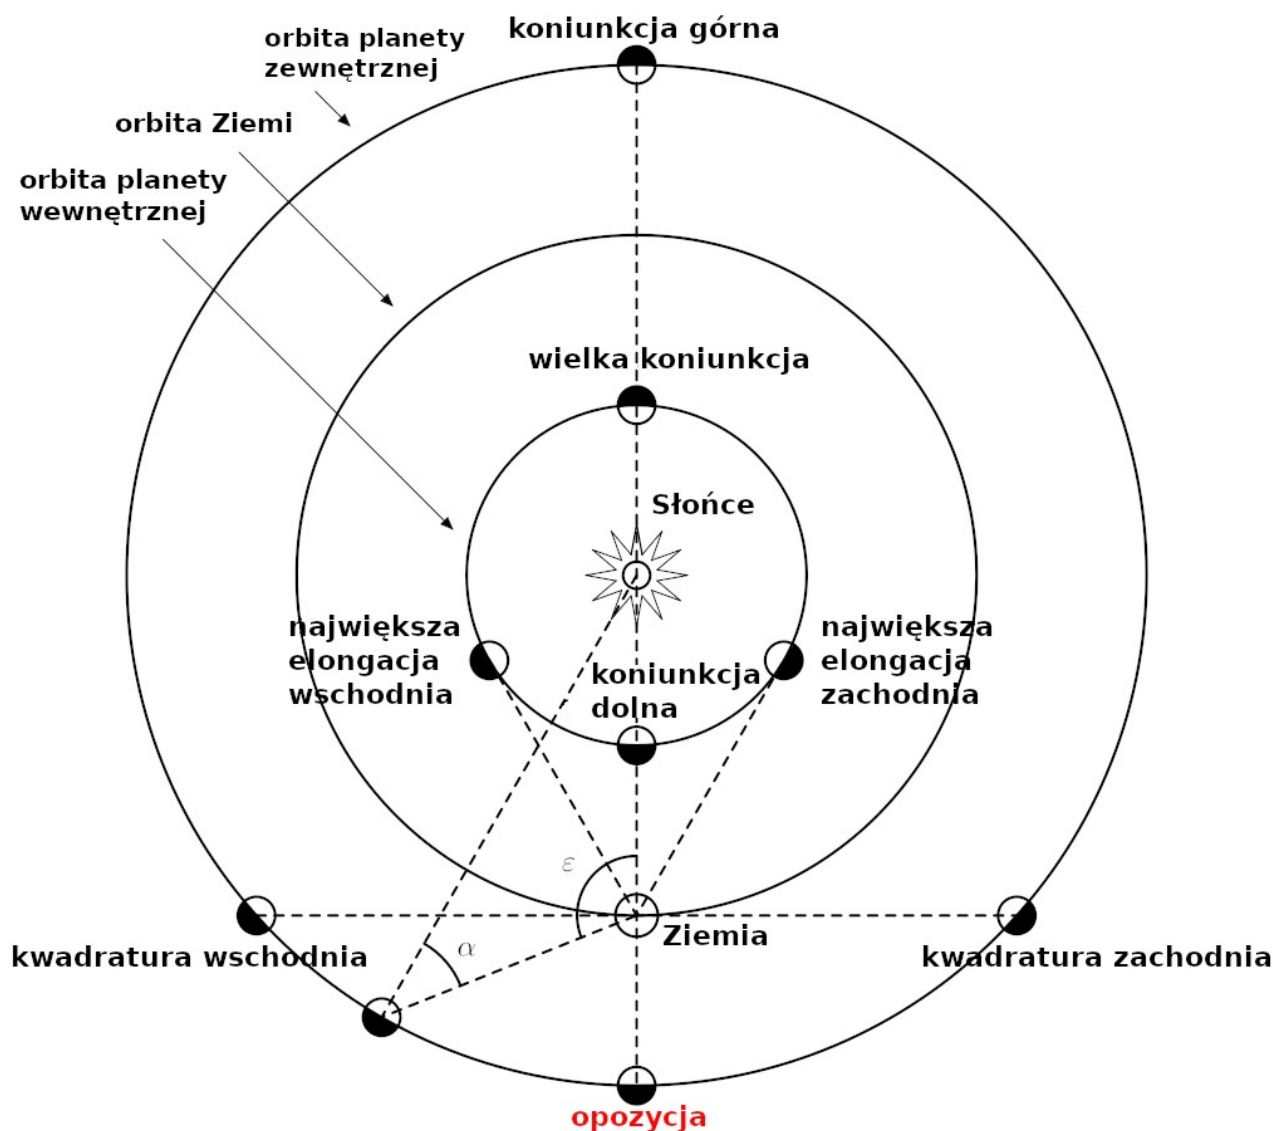 koniunkcja górna
orbita planety
zewnętrznej
orbita Ziemi
orbita planety
wewnętrznej
wielka koniunkcja
Słońce
największa
elongacja
wschodnia
największa
elongacja
zachodnia
koniunkcja
dolna
ε
Ziemia
α
kwadratura wschodnia
kwadratura zachodnia
opozycja